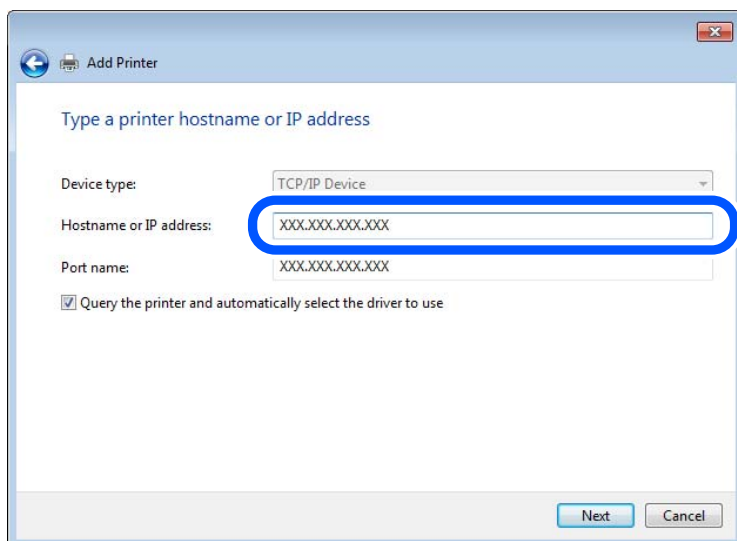 Add Printer
Type a printer hostname or IP address
Device type: TCP/IP Device
Hostname or IP address: XXX.XXX.XXX.XXX
Port name: XXX.XXX.XXX.XXX
Query the printer and automatically select the driver to use
Next Cancel